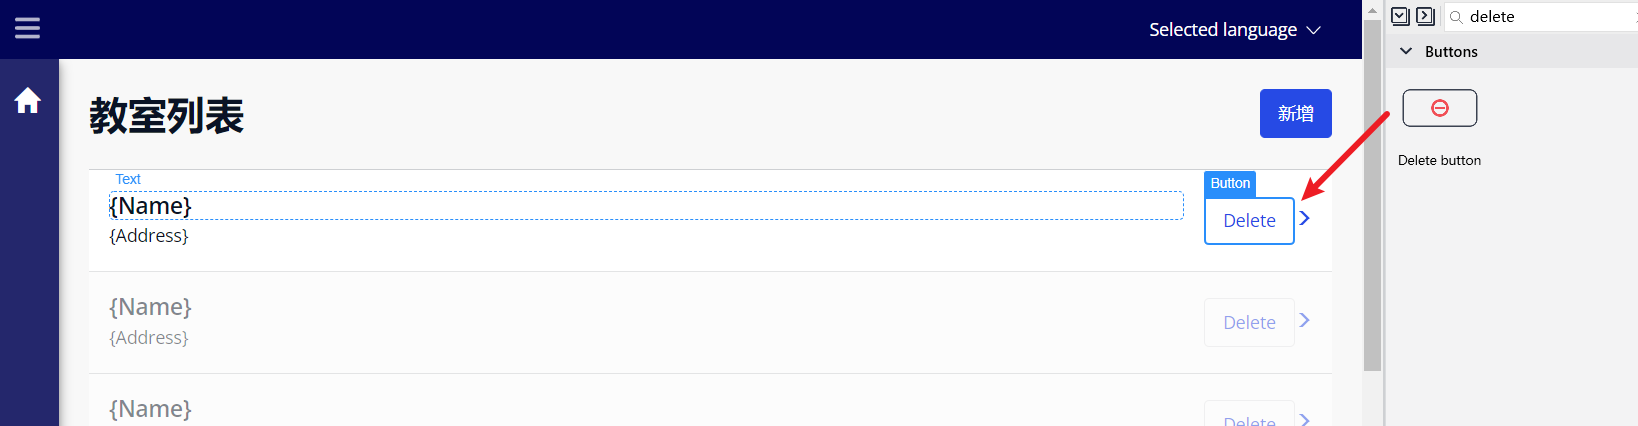 Selected language
delete
Buttons
教室列表
新增
Delete button
Text
Button
{Name}
Delete
{Address}
{Name}
Delete
{Address}
{Name}
Delete